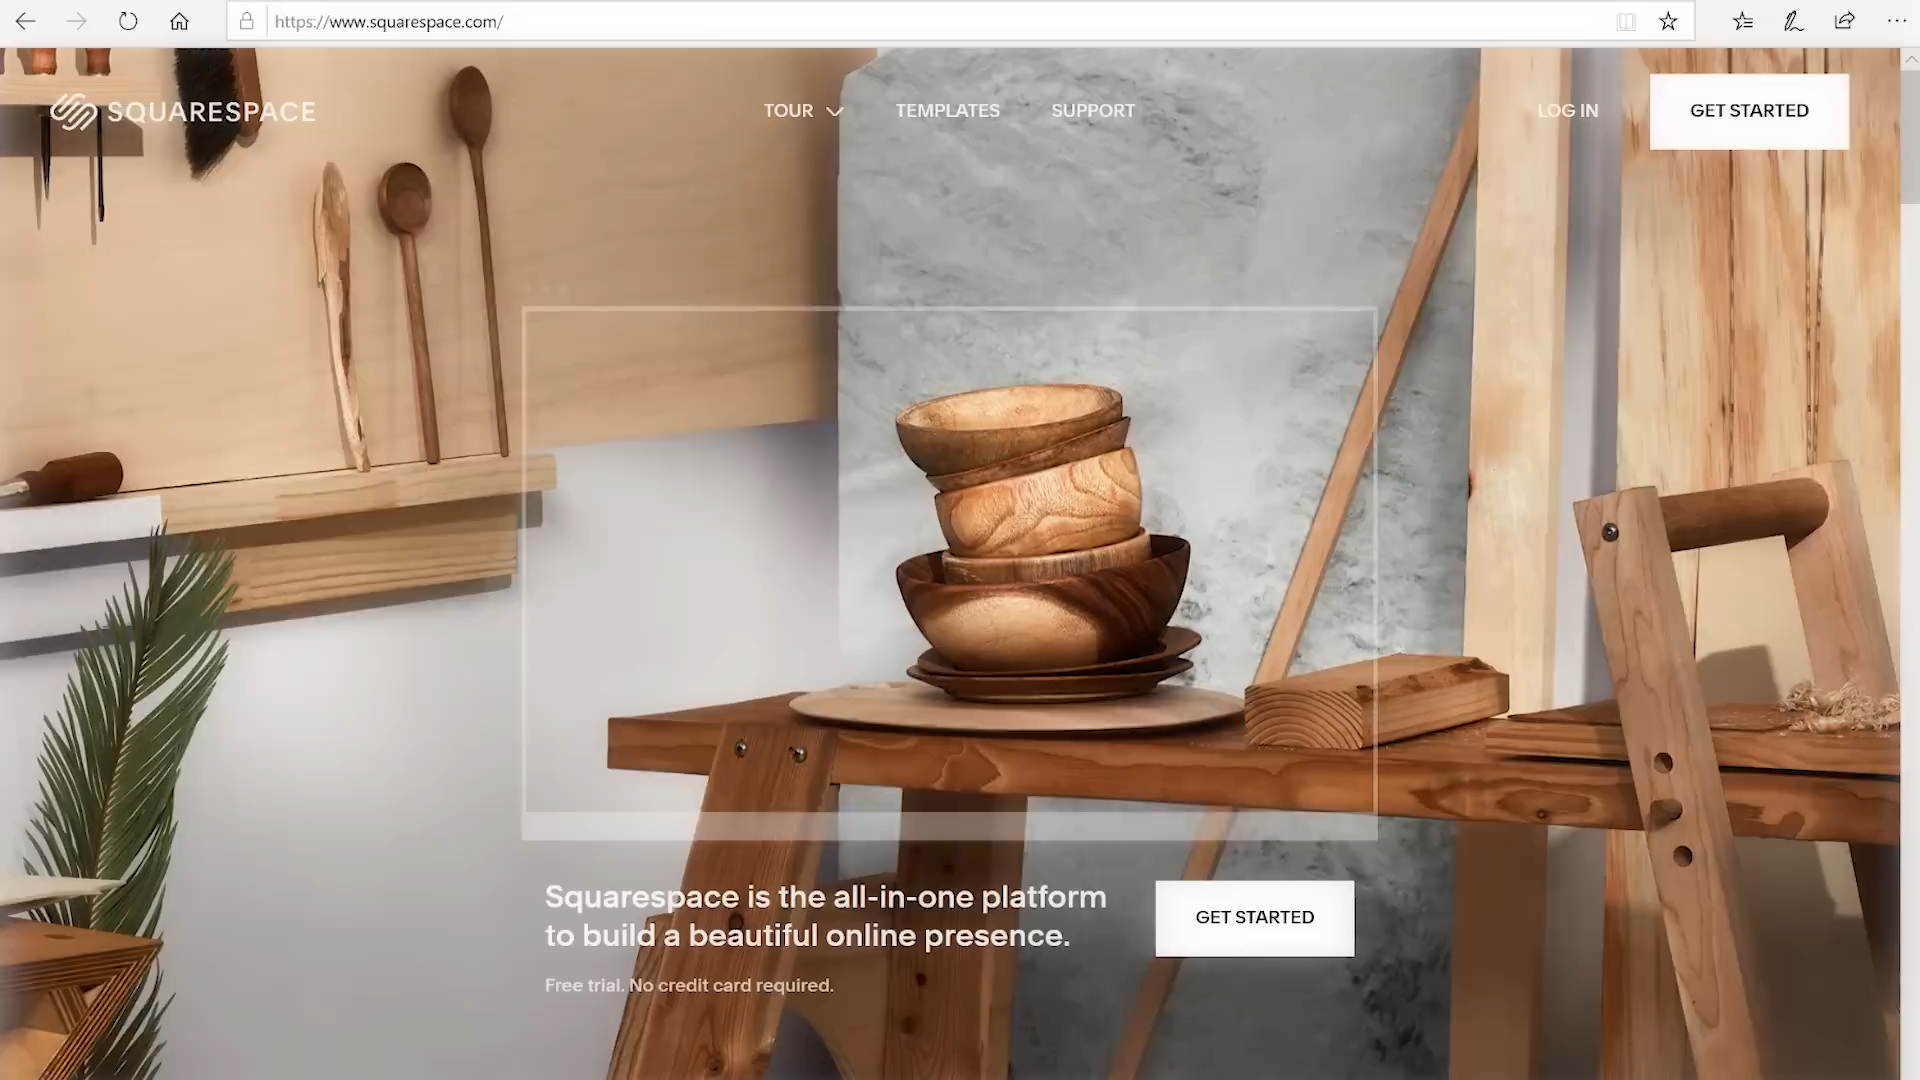 https://www.squarespace.com/
SQUARESPACE
TOUR
TEMPLATES
SUPPORT
LOG IN
GET STARTED
Squarespace is the all-in-one platform
to build a beautiful online presence.
GET STARTED
Free trial. No credit card required.